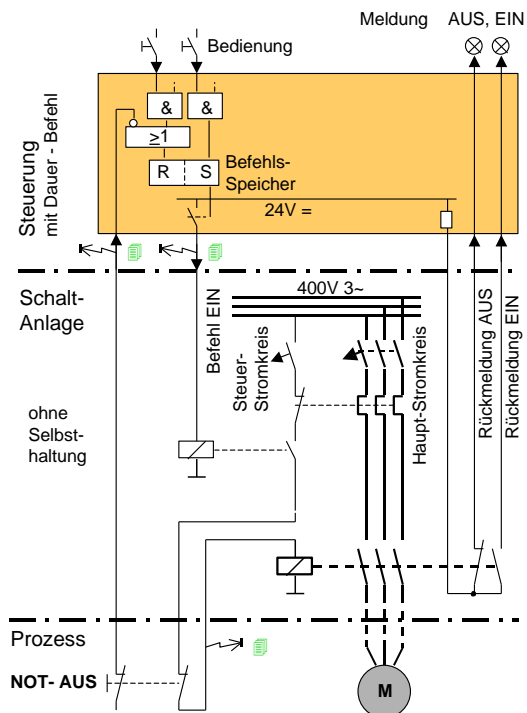 Meldung AUS, EIN
Bedienung
& &
≥1
R S
Befehls-
Speicher
24V =
Steuerung
mit Dauer - Befehl
Schalt-
Anlage
400V 3~
Befehl EIN
Steuer-
Stromkreis
Haupt-Stromkreis
Rückmeldung AUS
Rückmeldung EIN
ohne
Selbst-
haltung
Prozess
NOT- AUS
M